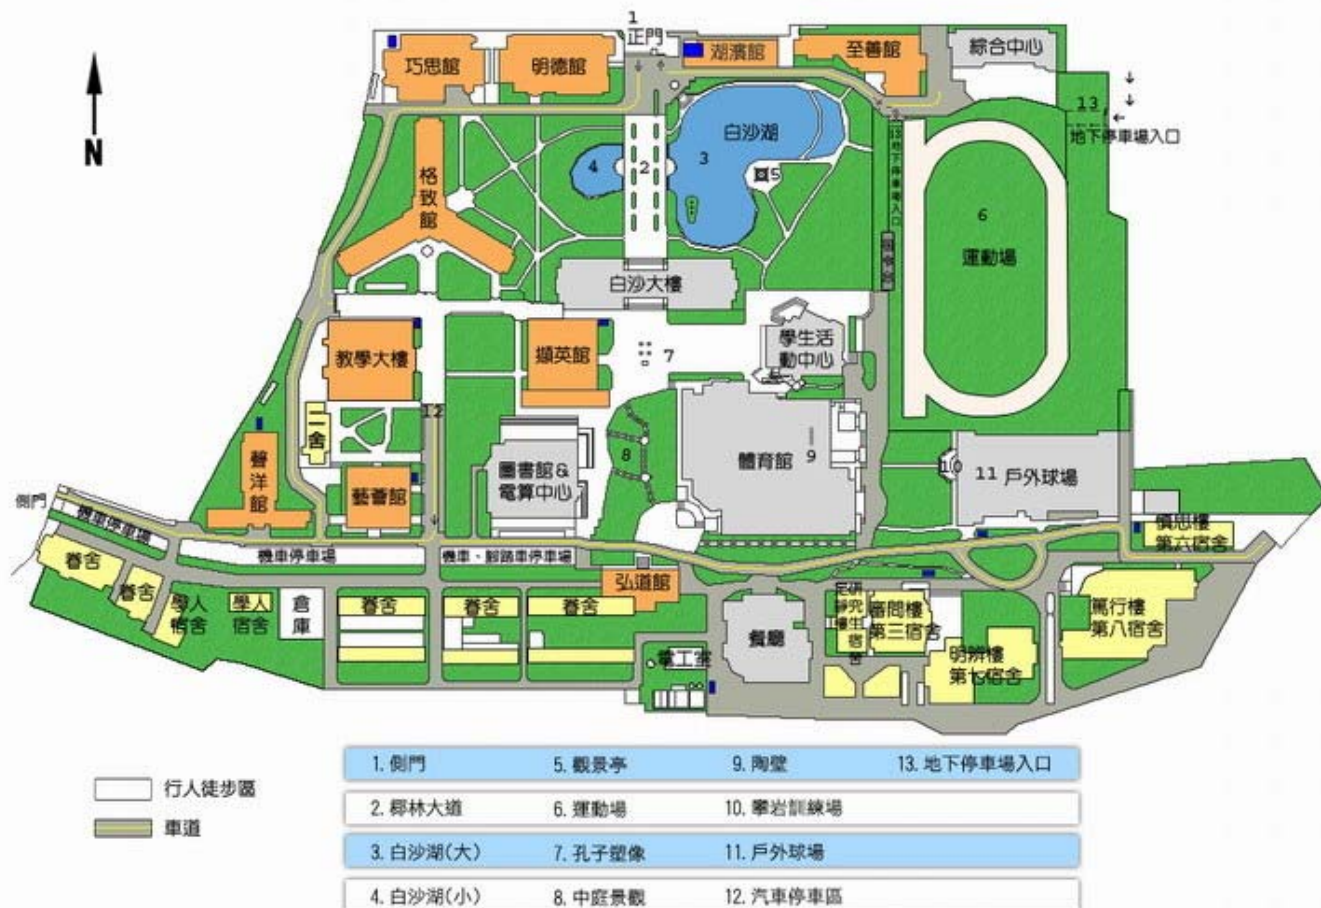 1
正門
巧思館
明德館
湖濱館
至善館
綜合中心
N
13
地下停車場入口
白沙湖
格致館
4
2
3
5
13地下停車場入口
6
運動場
白沙大樓
教學大樓
擷英館
7
學生活
動中心
12
二舍
8
體育館
9
聲洋館
藝薈館
圖書館&
電算中心
10
11 戶外球場
側門
機車停車場
機車停車場
機車、腳踏車停車場
慎思樓
第六宿舍
眷舍
眷舍
學人
宿舍
學人
宿舍
倉庫
眷舍
眷舍
眷舍
弘道館
餐廳
電工室
研究生宿舍
審問樓
第三宿舍
明辨樓
第七宿舍
篤行樓
第八宿舍
行人徒步區
車道
1. 側門
5. 觀景亭
9. 陶壁
13. 地下停車場入口
2. 椰林大道
6. 運動場
10. 攀岩訓練場
3. 白沙湖(大)
7. 孔子塑像
11. 戶外球場
4. 白沙湖(小)
8. 中庭景觀
12. 汽車停車區